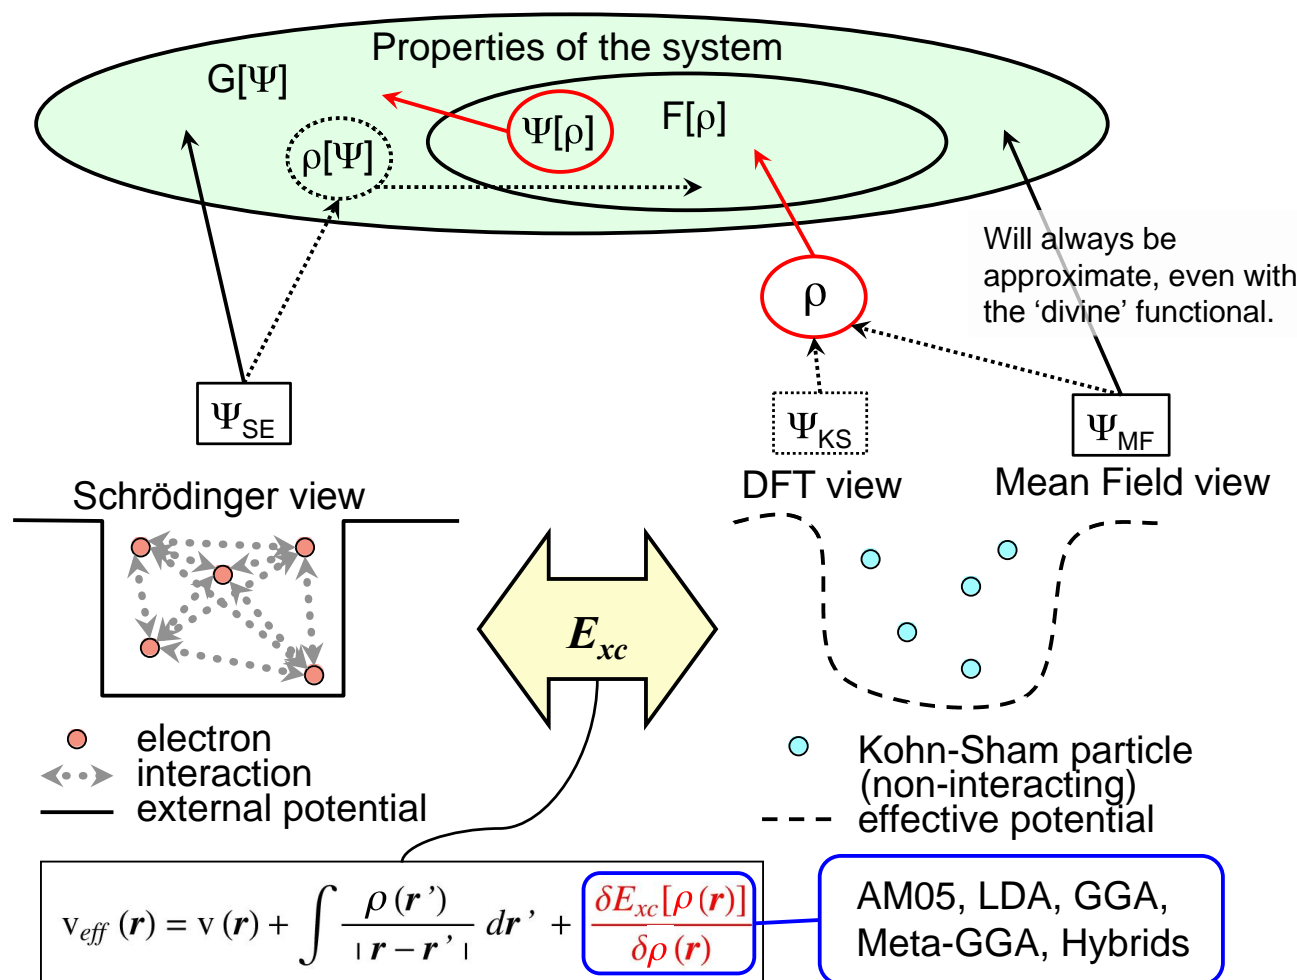 Properties of the system
G[Ψ]
Ψ[ρ]
F[ρ]
ρ[Ψ]
Will always be
approximate, even with
the ‘divine’ functional.
ρ
Ψ_SE
Ψ_KS
Ψ_MF
Schrödinger view
DFT view
Mean Field view
E_xc
electron
interaction
external potential
Kohn-Sham particle
(non-interacting)
effective potential
v_eff (r) = v (r) + ∫ ρ (r’) / | r – r’ | dr’ + δE_xc [ρ (r)] / δρ (r)
AM05, LDA, GGA,
Meta-GGA, Hybrids